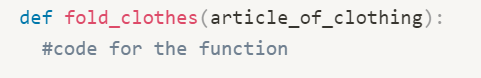 def fold_clothes(article_of_clothing):
  #code for the function